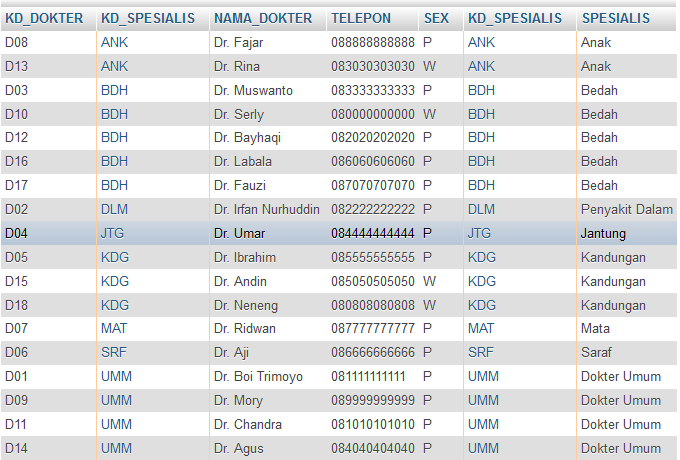 KD_DOKTER KD_SPESIALIS NAMA_DOKTER TELEPON SEX KD_SPESIALIS SPESIALIS
D08 ANK Dr. Fajar 088888888888 P ANK Anak
D13 ANK Dr. Rina 083030303030 W ANK Anak
D03 BDH Dr. Muswanto 083333333333 P BDH Bedah
D10 BDH Dr. Serly 080000000000 W BDH Bedah
D12 BDH Dr. Bayhaqi 082020202020 P BDH Bedah
D16 BDH Dr. Labala 086060606060 P BDH Bedah
D17 BDH Dr. Fauzi 087070707070 P BDH Bedah
D02 DLM Dr. Irfan Nurhuddin 082222222222 P DLM Penyakit Dalam
D04 JTG Dr. Umar 084444444444 P JTG Jantung
D05 KDG Dr. Ibrahim 085555555555 P KDG Kandungan
D15 KDG Dr. Andin 085050505050 W KDG Kandungan
D18 KDG Dr. Neneng 080808080808 W KDG Kandungan
D07 MAT Dr. Ridwan 087777777777 P MAT Mata
D06 SRF Dr. Aji 086666666666 P SRF Saraf
D01 UMM Dr. Boi Trimoyo 081111111111 P UMM Dokter Umum
D09 UMM Dr. Mory 089999999999 P UMM Dokter Umum
D11 UMM Dr. Chandra 081010101010 P UMM Dokter Umum
D14 UMM Dr. Agus 084040404040 P UMM Dokter Umum